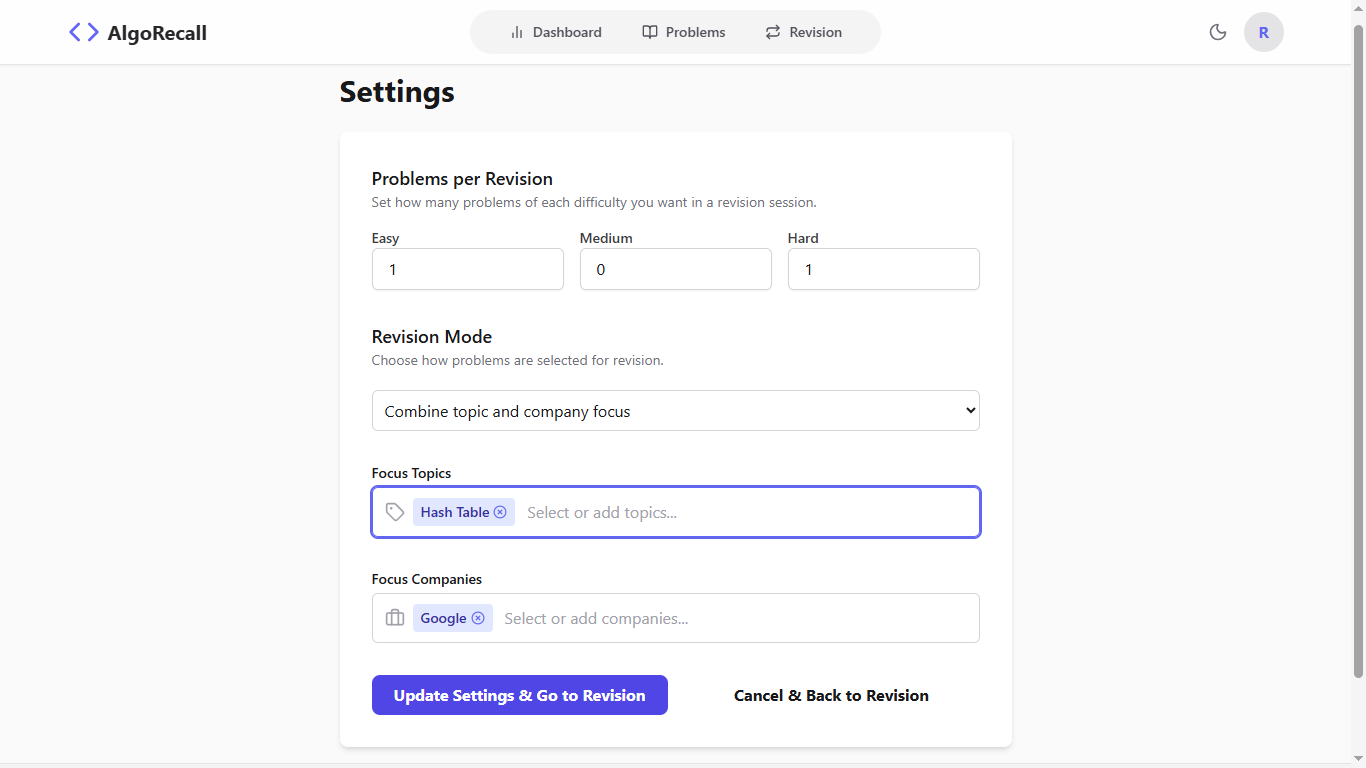 AlgoRecall
Dashboard
Problems
Revision
R
Settings
Problems per Revision
Set how many problems of each difficulty you want in a revision session.
Easy
Medium
Hard
1
0
1
Revision Mode
Choose how problems are selected for revision.
Combine topic and company focus
Focus Topics
Hash Table
Select or add topics...
Focus Companies
Google
Select or add companies...
Update Settings & Go to Revision
Cancel & Back to Revision